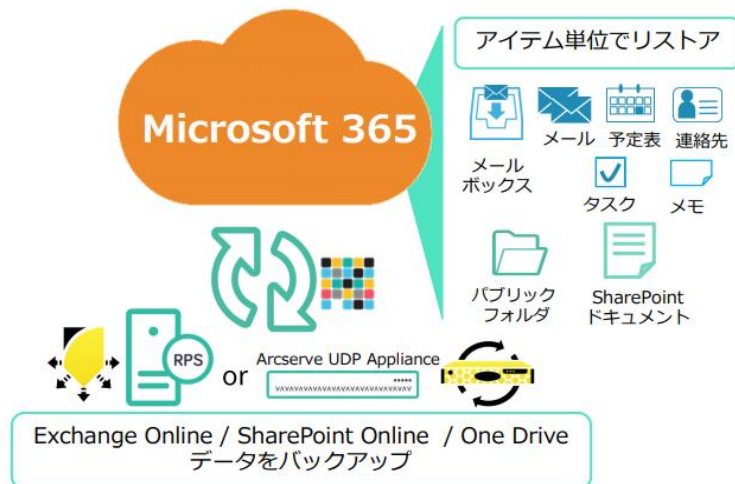 アイテム単位でリストア
Microsoft 365
メール
予定表
連絡先
メール
ボックス
タスク
メモ
パブリック
フォルダ
SharePoint
ドキュメント
RPS
or
Arcserve UDP Appliance
Exchange Online / SharePoint Online / One Drive
データをバックアップ